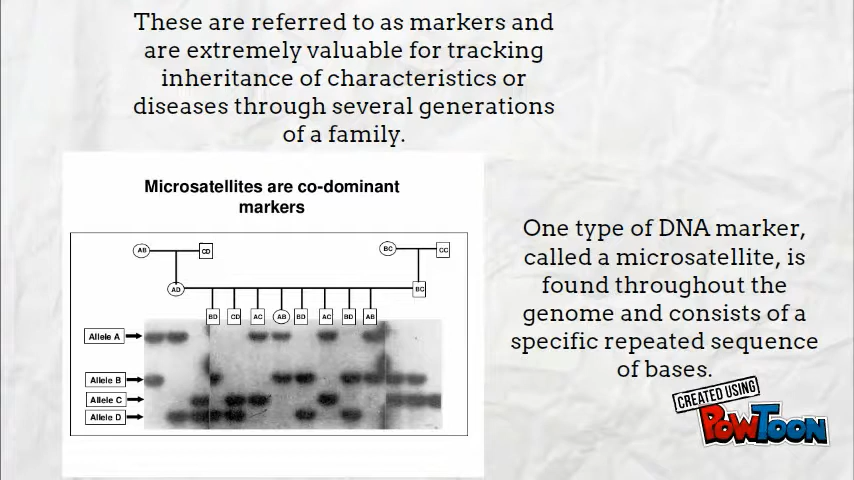 These are referred to as markers and
are extremely valuable for tracking
inheritance of characteristics or
diseases through several generations
of a family.
Microsatellites are co-dominant
markers
AB
CD
BC
CC
AD
BC
BD
CD
AC
AB
BD
AC
BD
AB
Allele A
Allele B
Allele C
Allele D
One type of DNA marker,
called a microsatellite, is
found throughout the
genome and consists of a
specific repeated sequence
of bases.
CREATED USING
POWTOON